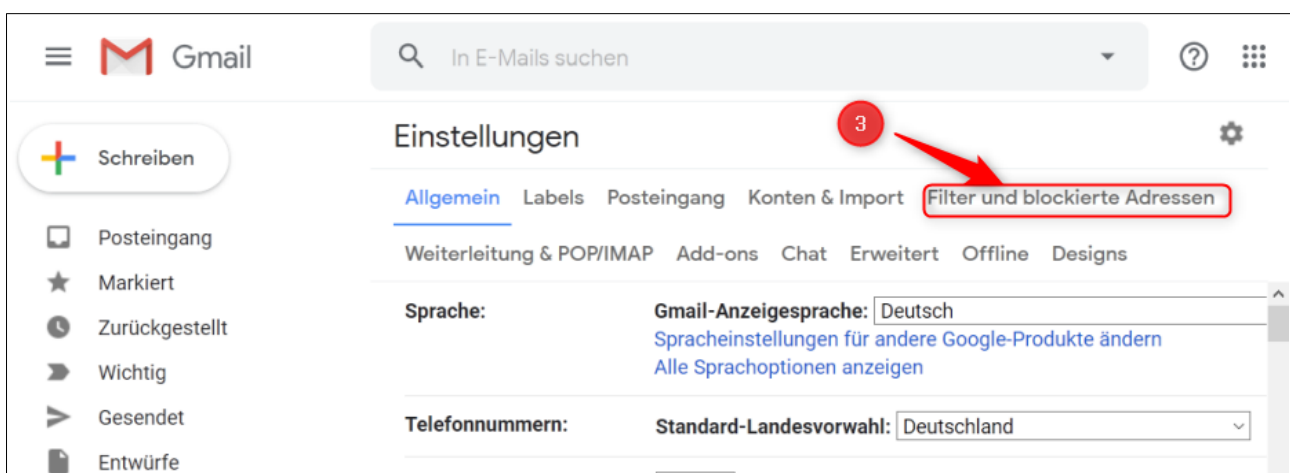 Gmail
In E-Mails suchen
Schreiben
Posteingang
Markiert
Zurückgestellt
Wichtig
Gesendet
Entwürfe
Einstellungen
3
Allgemein Labels Posteingang Konten & Import Filter und blockierte Adressen
Weiterleitung & POP/IMAP Add-ons Chat Erweitert Offline Designs
Sprache: Gmail-Anzeigesprache: Deutsch
Spracheinstellungen für andere Google-Produkte ändern
Alle Sprachoptionen anzeigen
Telefonnummern: Standard-Landesvorwahl: Deutschland